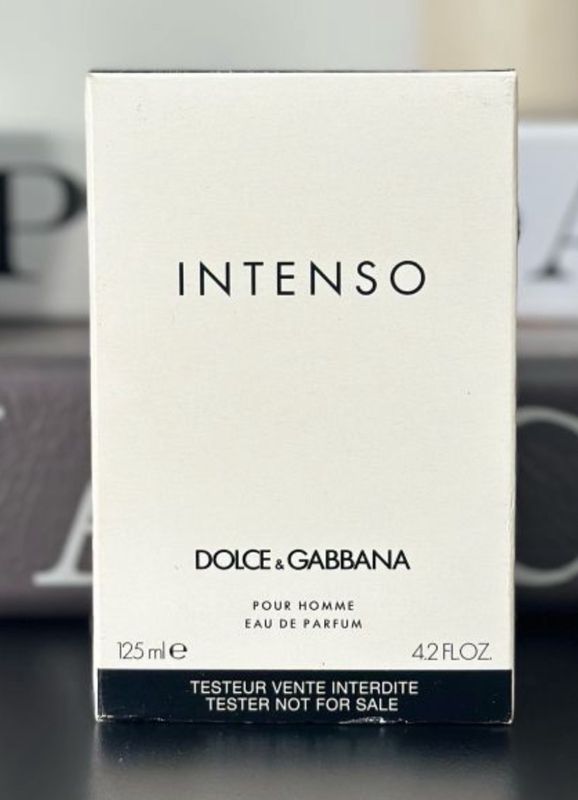 INTENSO
DOLCE & GABBANA
POUR HOMME
EAU DE PARFUM
125 ml e 4.2 FL.OZ.
TESTEUR VENTE INTERDITE
TESTER NOT FOR SALE